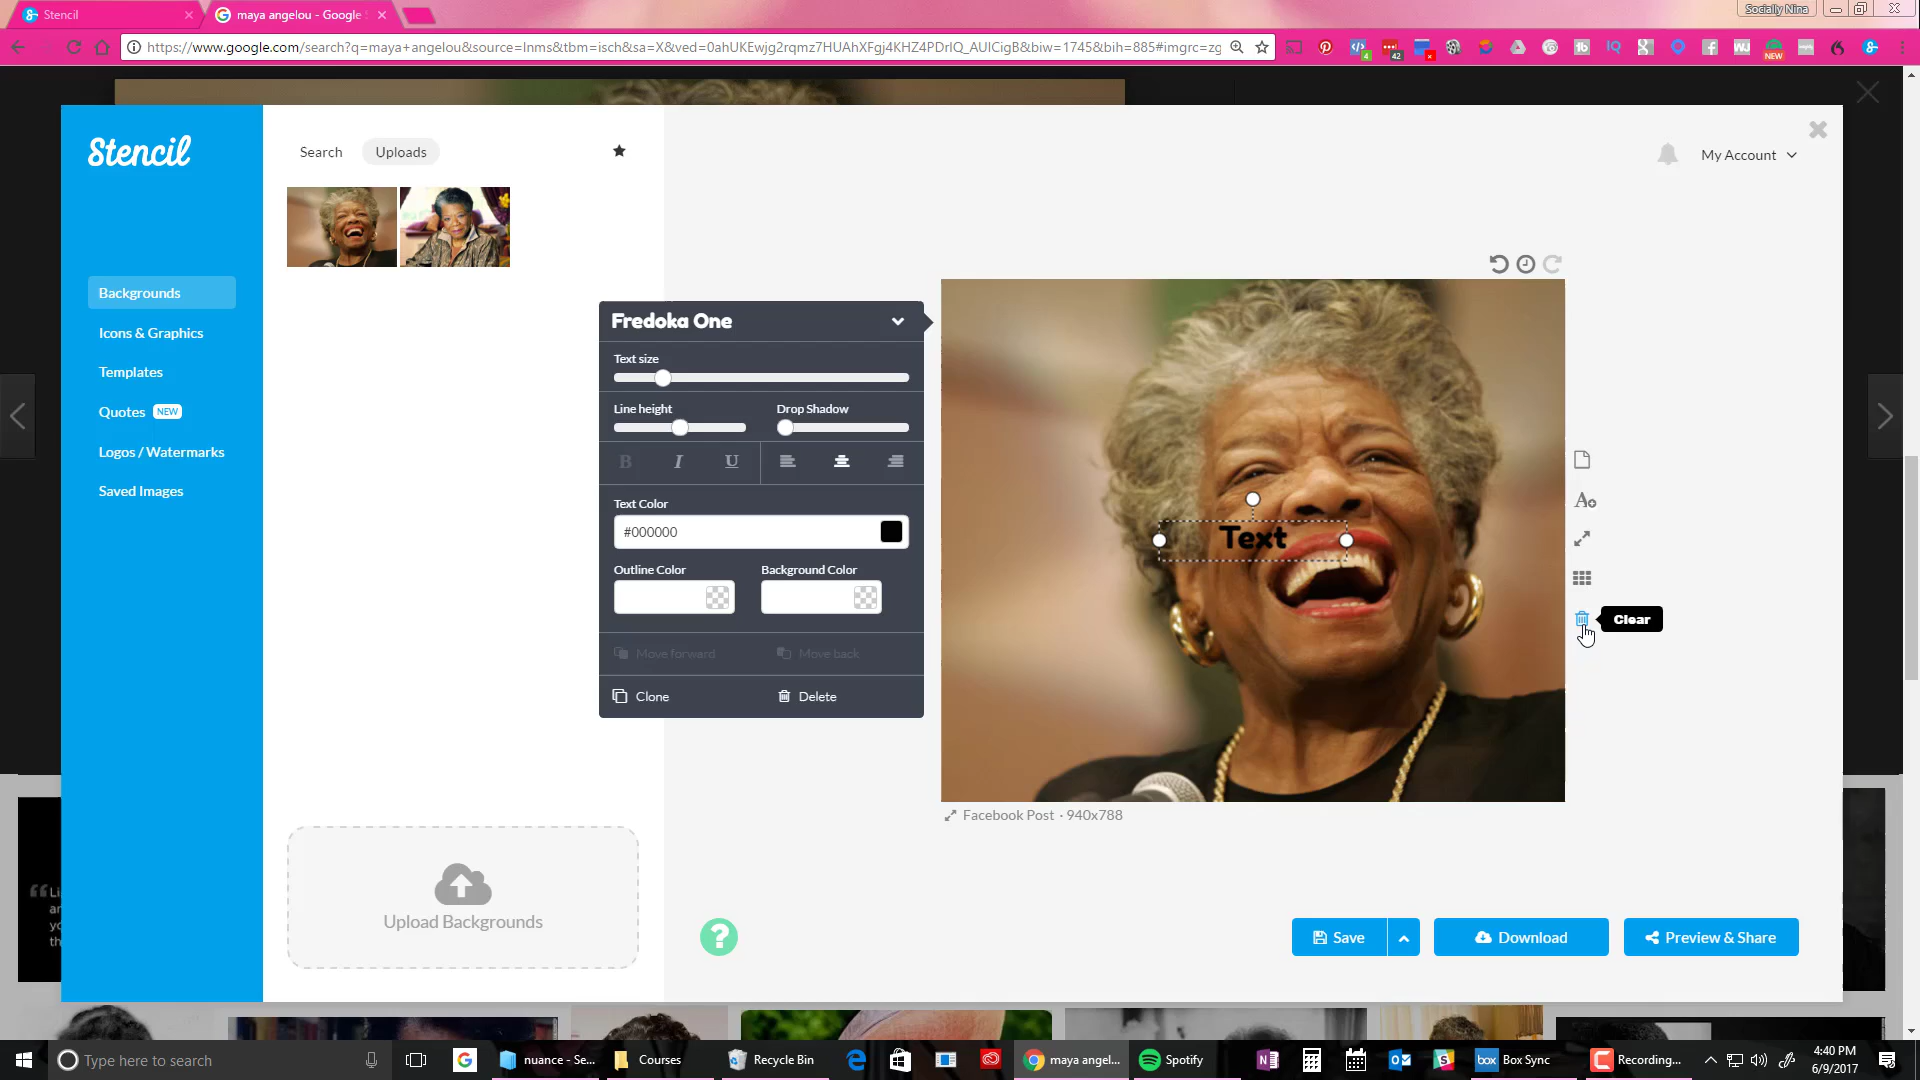 Stencil
maya angelou - Google S
Socially Nina
https://www.google.com/search?q=maya+angelou&source=lnms&tbm=isch&sa=X&ved=0ahUKEwjg2rqmz7HUAhXFgj4KHZ4PDrIQ_AUICigB&biw=1745&bih=885#imgrc=zg
4
42
x
NEW
Stencil
Search
Uploads
My Account
Backgrounds
Icons & Graphics
Templates
Quotes NEW
Logos / Watermarks
Saved Images
Fredoka One
Text size
Line height
Drop Shadow
B I U
Text Color
#000000
Outline Color
Background Color
Move forward
Move back
Clone
Delete
Text
Clear
Facebook Post · 940x788
Upload Backgrounds
?
Save
Download
Preview & Share
Type here to search
nuance - Se...
Courses
Recycle Bin
maya angel...
Spotify
Box Sync
Recording...
4:40 PM
6/9/2017